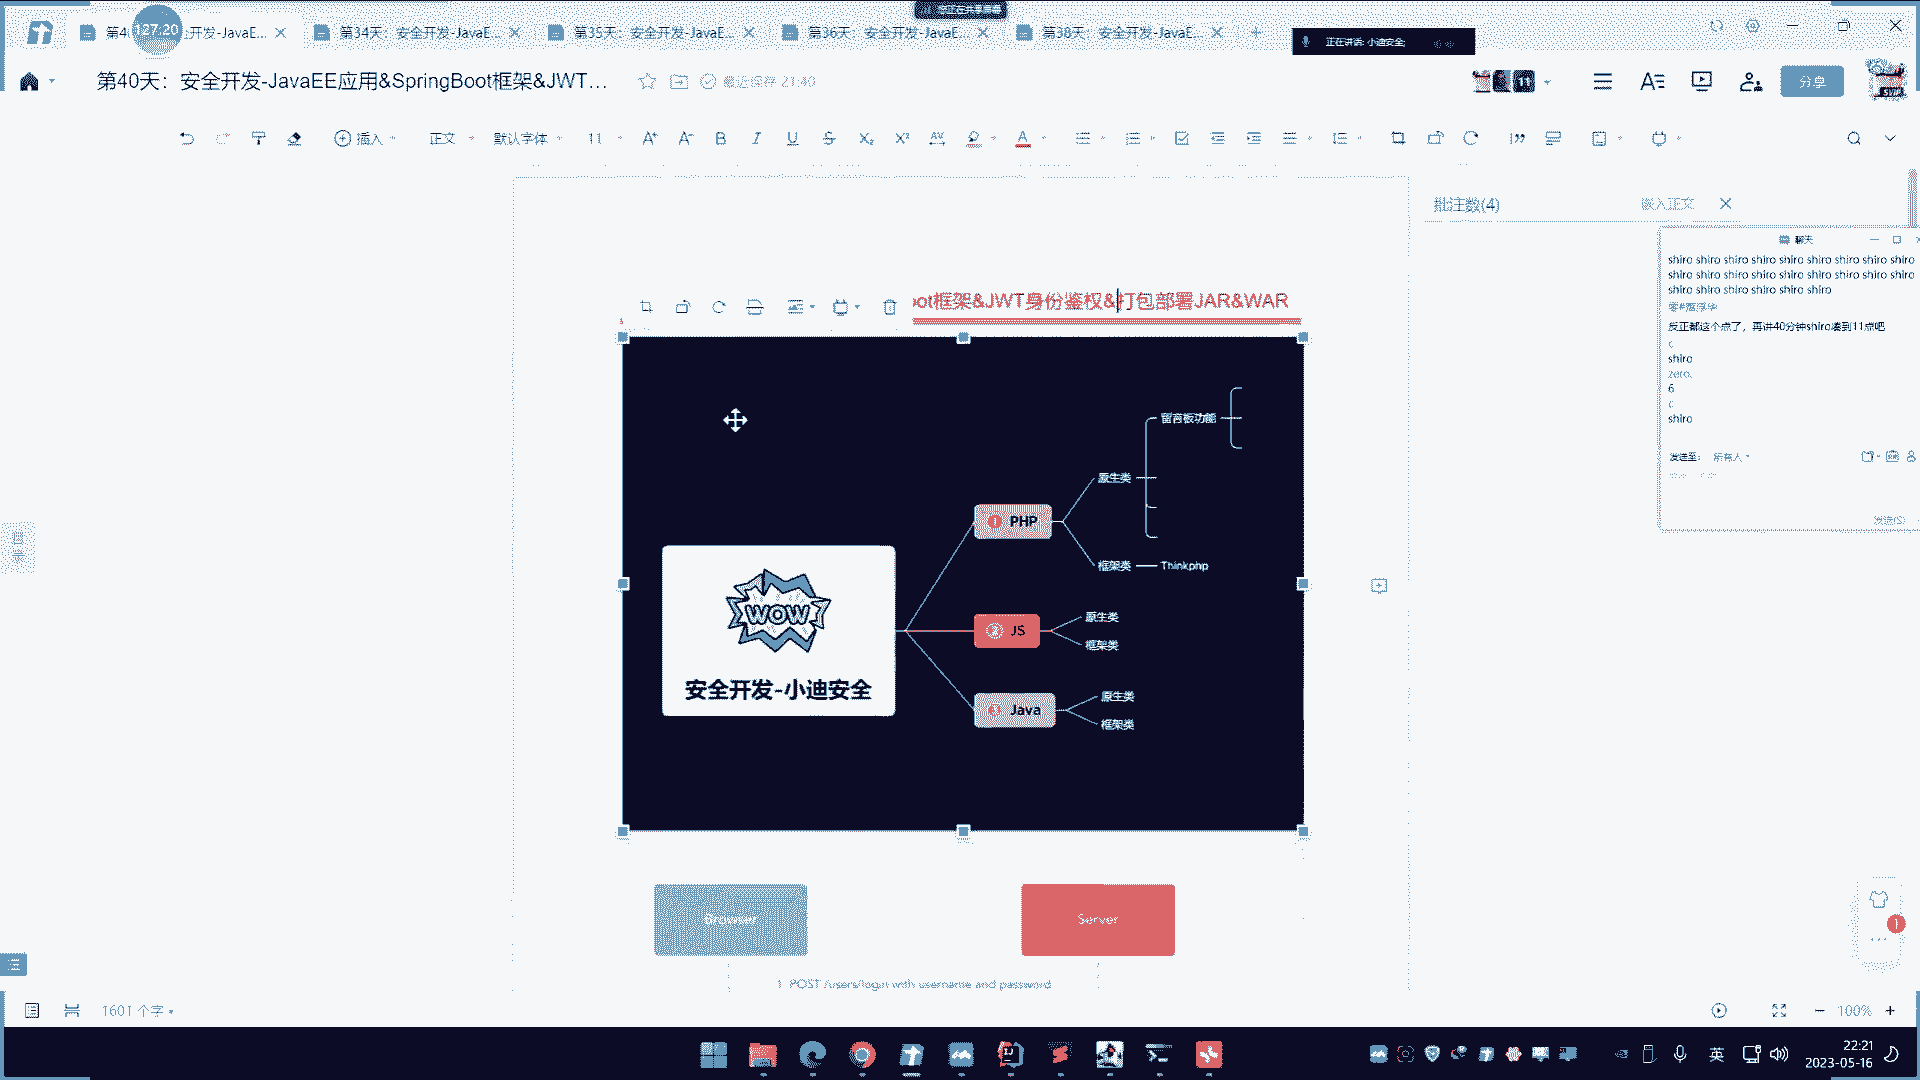 127:20
开发-JavaE...
第34天：安全开发-JavaE...
第35天：安全开发-JavaE...
第36天：安全开发-JavaE...
第38天：安全开发-JavaE...
正在讲话: 小迪安全;
第40天：安全开发-JavaEE应用&SpringBoot框架&JWT...
最近保存 21:40
11
分享
插入
正文
默认字体
11
批注数(4)
嵌入正文
oot框架&JWT身份鉴权&打包部署JAR&WAR
聊天
shiro shiro shiro shiro shiro shiro shiro shiro shiro
shiro shiro shiro shiro shiro shiro shiro shiro shiro
shiro shiro shiro shiro shiro shiro
反正都这个点了，再讲40分钟shiro凑到11点吧
c
shiro
zero.
6
c
shiro
发送至：
所有人
发送(S)
留言板功能
原生类
1 PHP
框架类
Thinkphp
WOW
安全开发-小迪安全
2 JS
原生类
框架类
3 Java
原生类
框架类
Browser
Server
1. POST /users/login with username and password
1601 个字
100%
英
22:21
2023-05-16